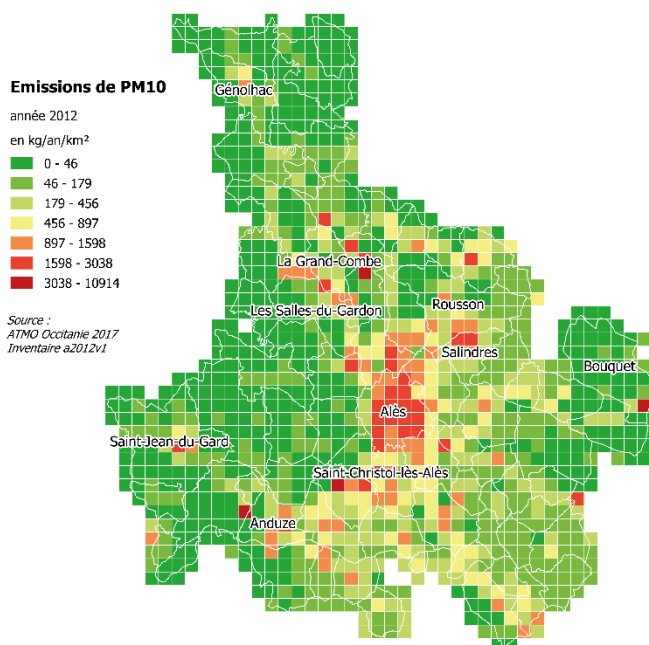 Emissions de PM10
année 2012
en kg/an/km²
0 - 46
46 - 179
179 - 456
456 - 897
897 - 1598
1598 - 3038
3038 - 10914
Source :
ATMO Occitanie 2017
Inventaire a2012v1
Génolhac
La Grand-Combe
Les Salles-du-Gardon
Rousson
Salindres
Bouquet
Alès
Saint-Jean-du-Gard
Saint-Christol-lès-Alès
Anduze